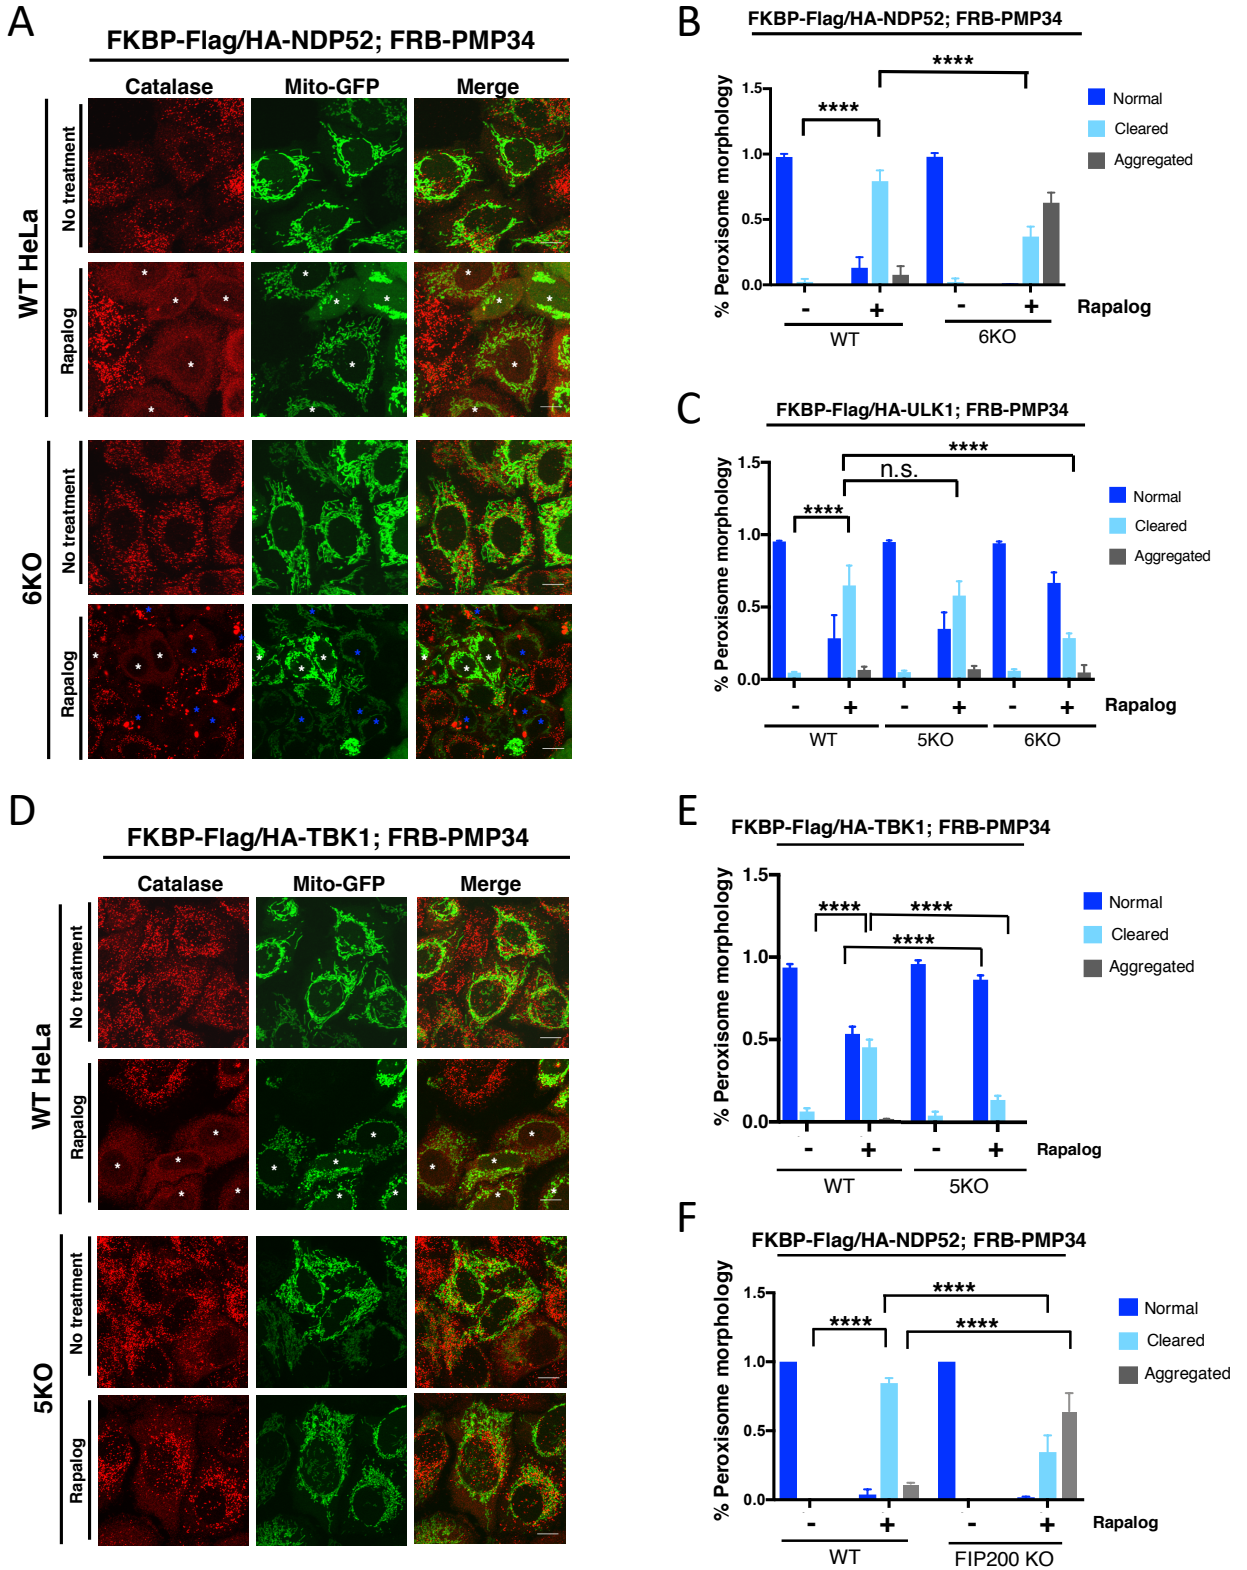 A
FKBP-Flag/HA-NDP52; FRB-PMP34
Catalase
Mito-GFP
Merge
WT HeLa
No treatment
Rapalog
6KO
No treatment
Rapalog
B
FKBP-Flag/HA-NDP52; FRB-PMP34
% Peroxisome morphology
1.5
1.0
0.5
0.0
****
****
Normal
Cleared
Aggregated
- + - + Rapalog
WT 6KO
C
FKBP-Flag/HA-ULK1; FRB-PMP34
% Peroxisome morphology
1.5
1.0
0.5
0.0
****
n.s.
****
Normal
Cleared
Aggregated
- + - + - + Rapalog
WT 5KO 6KO
D
FKBP-Flag/HA-TBK1; FRB-PMP34
Catalase
Mito-GFP
Merge
WT HeLa
No treatment
Rapalog
5KO
No treatment
Rapalog
E
FKBP-Flag/HA-TBK1; FRB-PMP34
% Peroxisome morphology
1.5
1.0
0.5
0.0
**** ****
****
Normal
Cleared
Aggregated
- + - + Rapalog
WT 5KO
F
FKBP-Flag/HA-NDP52; FRB-PMP34
% Peroxisome morphology
1.5
1.0
0.5
0.0
****
**** ****
Normal
Cleared
Aggregated
- + - + Rapalog
WT FIP200 KO